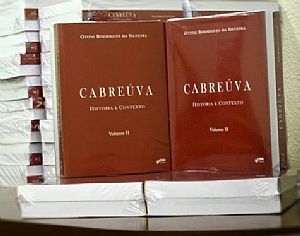 OTONI RODRIGUES DA SILVEIRA
CABREÚVA
HISTÓRIA E CONTEXTO
Volume II
OTONI RODRIGUES DA SILVEIRA
CABREÚVA
HISTÓRIA E CONTEXTO
Volume II